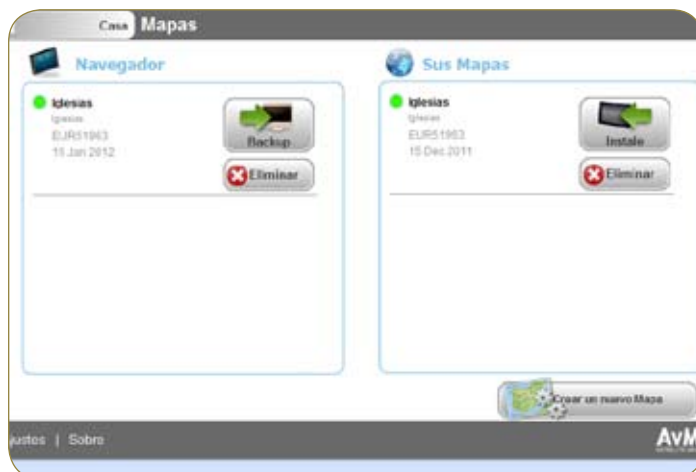 Casa Mapas
Navegador
Iglesias
Iglesias
EUR51963
15 Jan 2012
Backup
Eliminar
Sus Mapas
Iglesias
Iglesias
EUR51963
15 Dec 2011
Instale
Eliminar
Crear un nuevo Mapa
justes | Sobre
AvM